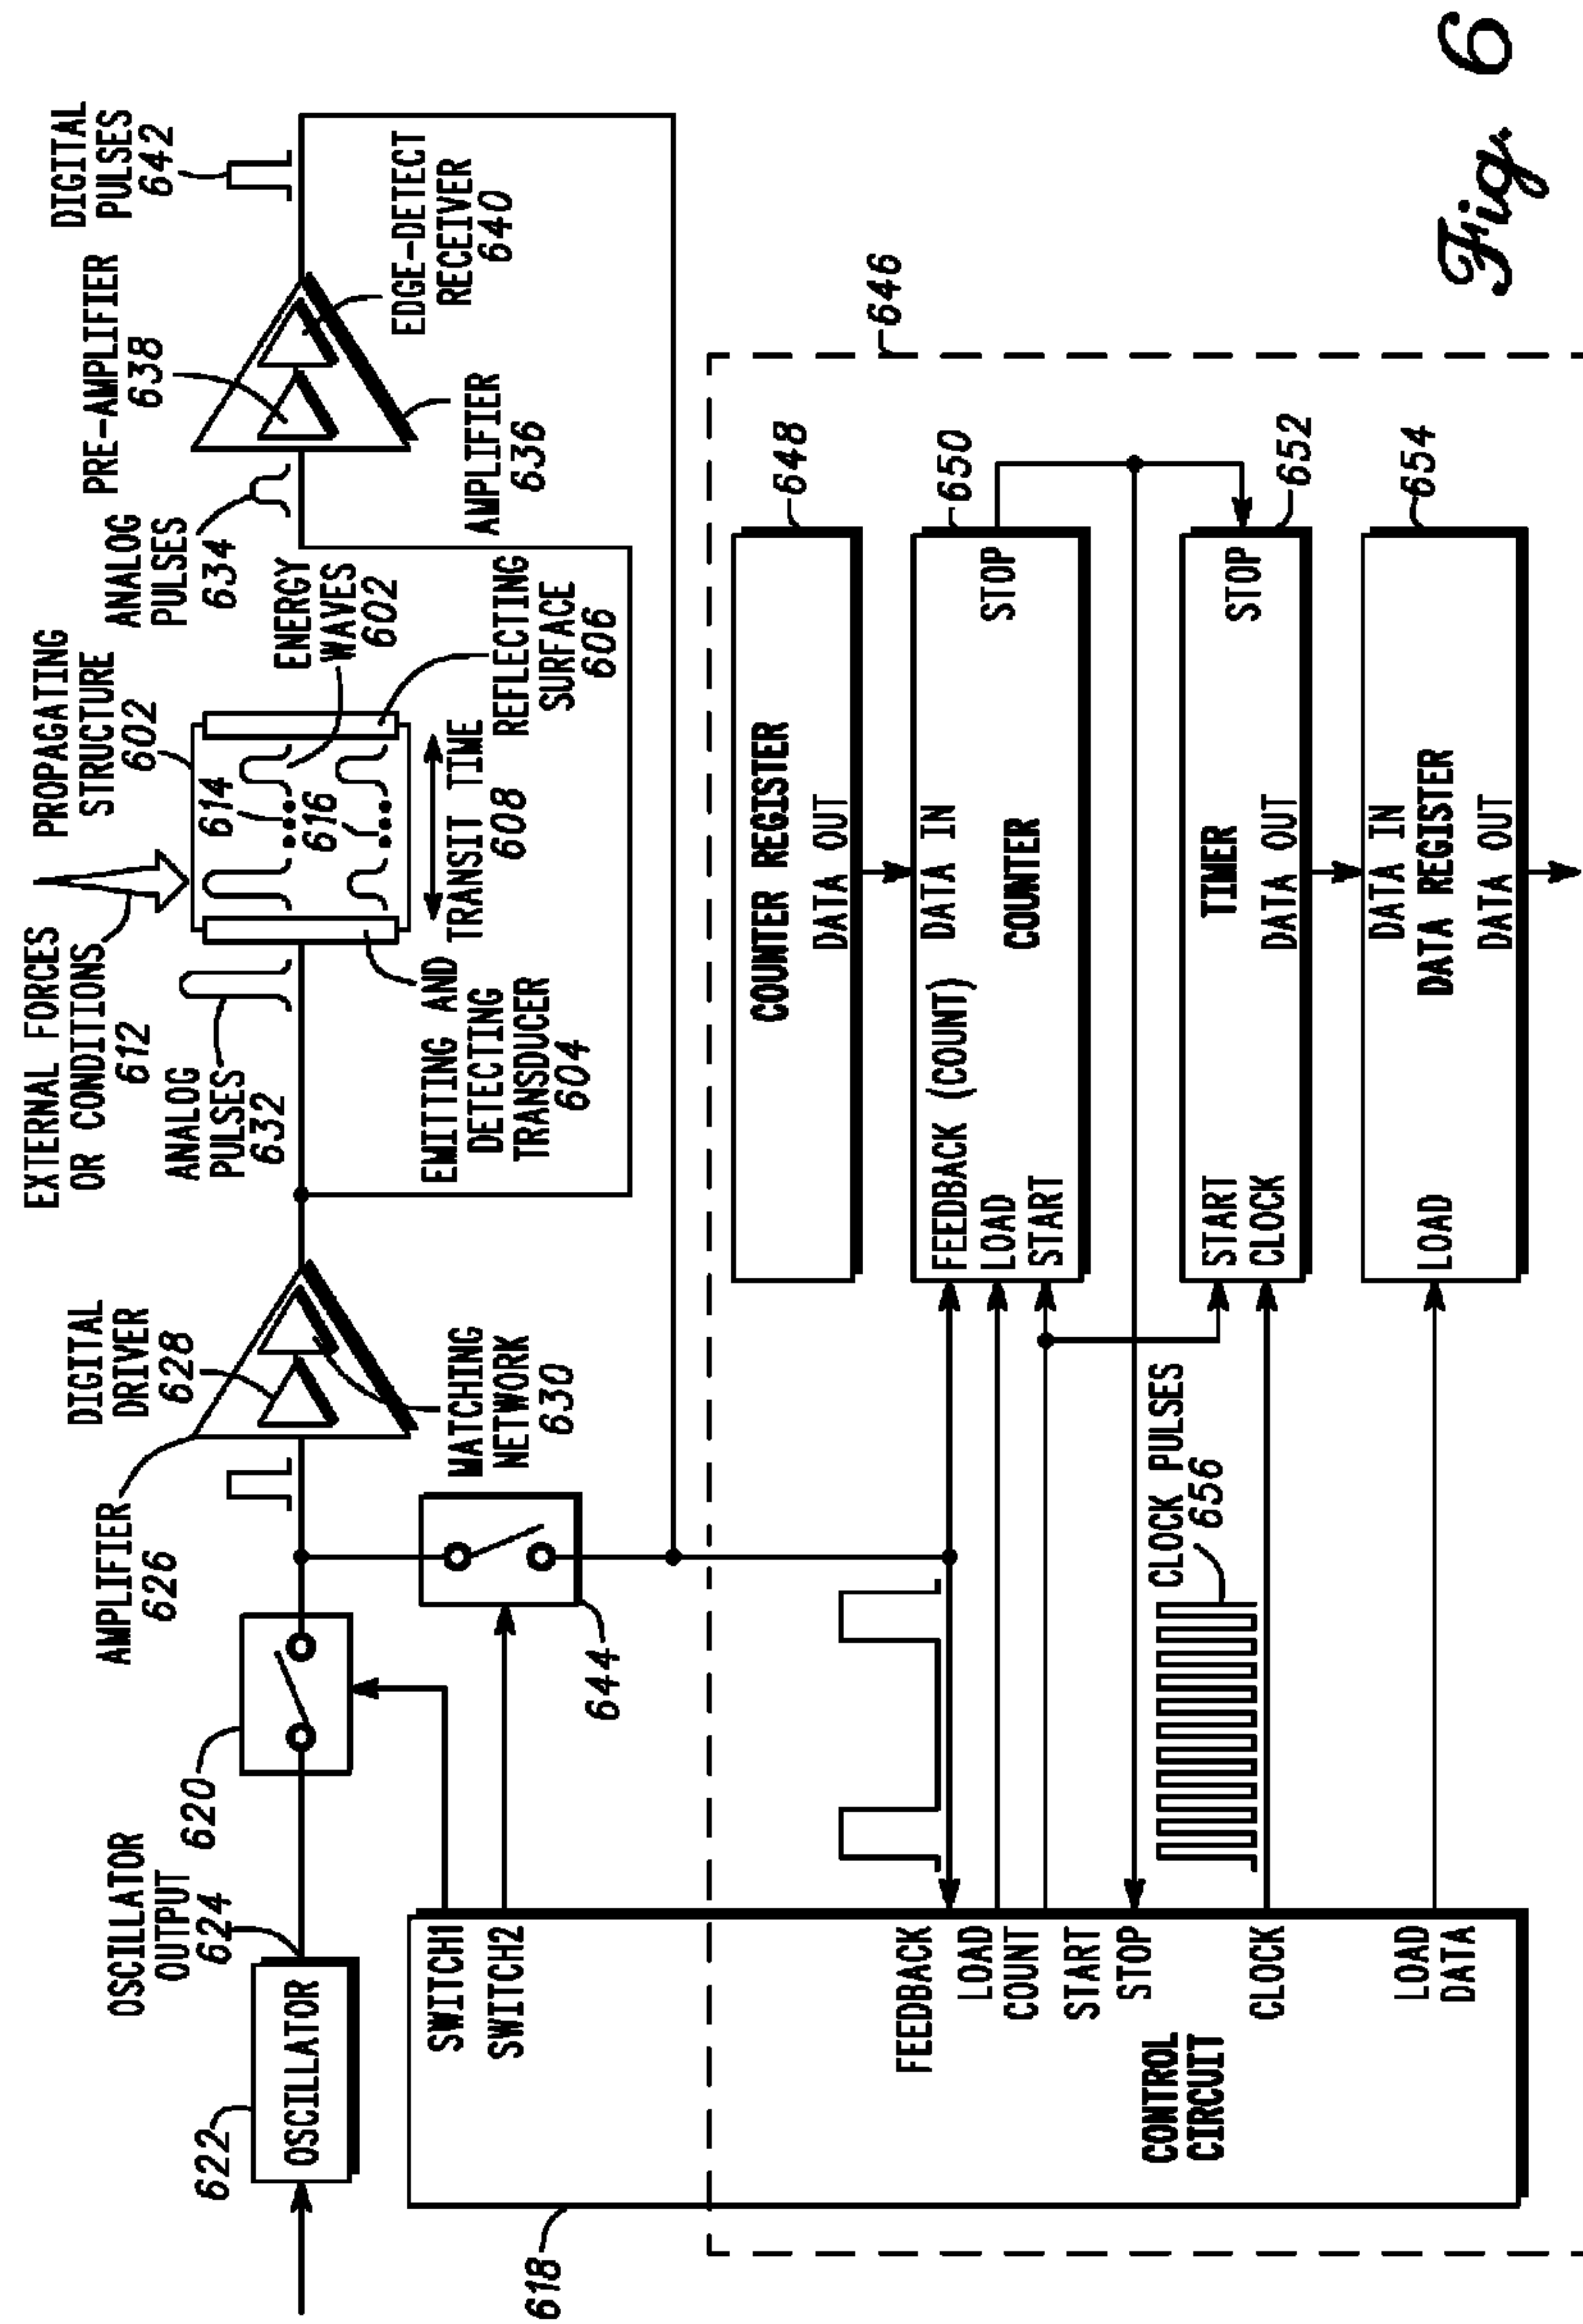 EXTERNAL FORCES
OR CONDITIONS
612
PROPAGATING
STRUCTURE
602
ANALOG
PULSES
632
614
616
ENERGY
WAVES
602
REFLECTING
SURFACE
606
TRANSIT TIME
608
EMITTING AND
DETECTING
TRANSDUCER
604
ANALOG
PULSES
634
PRE-AMPLIFIER
638
DIGITAL
PULSES
642
EDGE-DETECT
RECEIVER
640
AMPLIFIER
636
OSCILLATOR
OUTPUT
624
622
OSCILLATOR
620
AMPLIFIER
626
DIGITAL
DRIVER
628
MATCHING
NETWORK
630
644
618
SWITCH1
SWITCH2
FEEDBACK
LOAD
COUNT
START
STOP
CLOCK
LOAD
DATA
CONTROL
CIRCUIT
CLOCK PULSES
656
646
COUNTER REGISTER
DATA OUT
648
FEEDBACK (COUNT)
LOAD
START
DATA IN
COUNTER
STOP
650
START
CLOCK
TIMER
DATA OUT
STOP
652
LOAD
DATA IN
DATA REGISTER
DATA OUT
654
Fig. 6